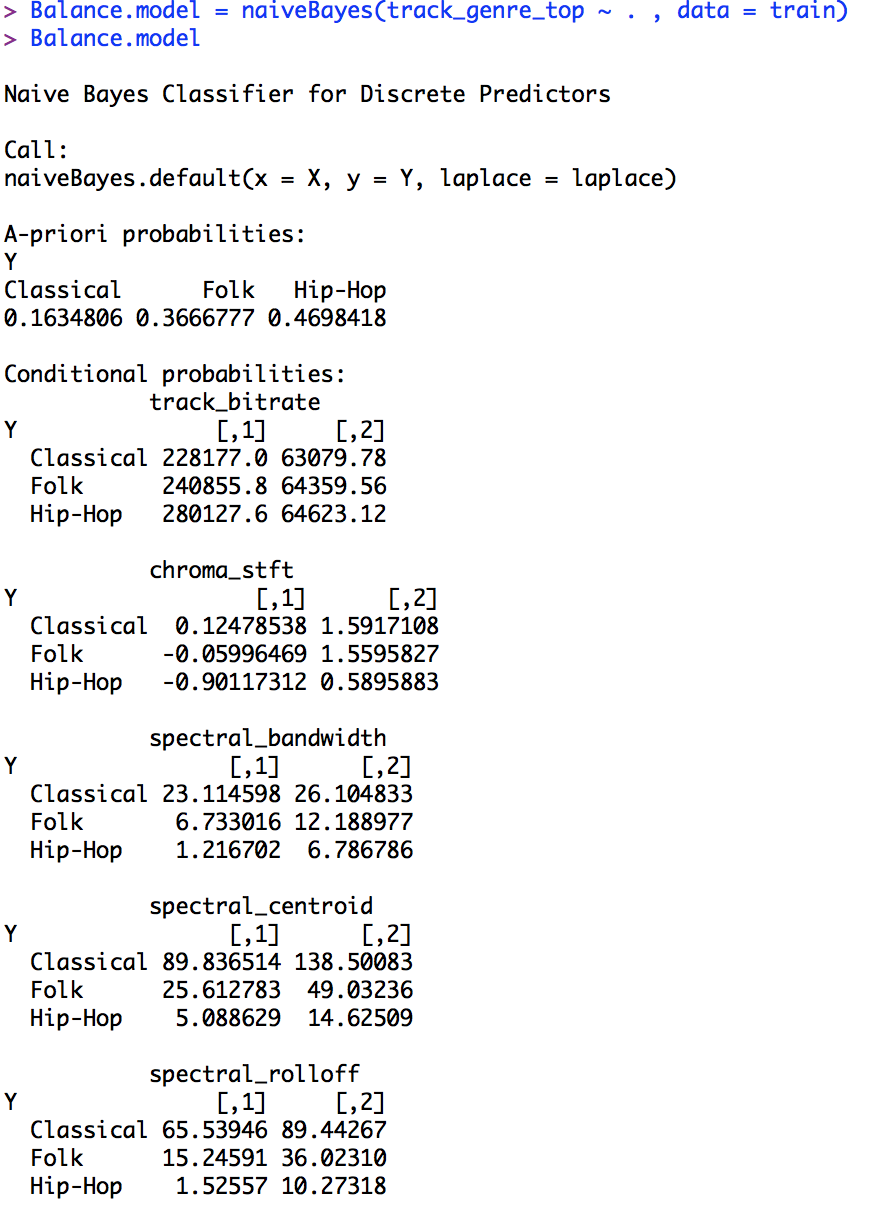 > Balance.model = naiveBayes(track_genre_top ~ . , data = train)
> Balance.model
Naive Bayes Classifier for Discrete Predictors
Call:
naiveBayes.default(x = X, y = Y, laplace = laplace)
A-priori probabilities:
Y
Classical      Folk   Hip-Hop
0.1634806 0.3666777 0.4698418
Conditional probabilities:
           track_bitrate
Y                [,1]     [,2]
  Classical 228177.0 63079.78
  Folk      240855.8 64359.56
  Hip-Hop   280127.6 64623.12
           chroma_stft
Y                   [,1]      [,2]
  Classical  0.12478538 1.5917108
  Folk      -0.05996469 1.5595827
  Hip-Hop   -0.90117312 0.5895883
           spectral_bandwidth
Y                 [,1]      [,2]
  Classical 23.114598 26.104833
  Folk       6.733016 12.188977
  Hip-Hop    1.216702  6.786786
           spectral_centroid
Y                 [,1]      [,2]
  Classical 89.836514 138.50083
  Folk      25.612783  49.03236
  Hip-Hop    5.088629  14.62509
           spectral_rolloff
Y                [,1]     [,2]
  Classical 65.53946 89.44267
  Folk      15.24591 36.02310
  Hip-Hop    1.52557 10.27318